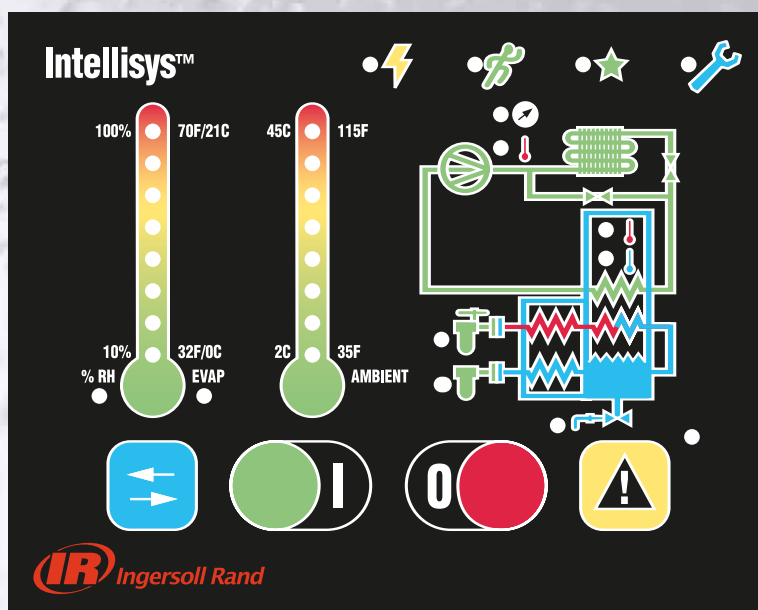 Intellisys™
100% 70F/21C 45C 115F
10% 32F/0C 2C 35F
% RH EVAP AMBIENT
I 0 !
IR Ingersoll Rand